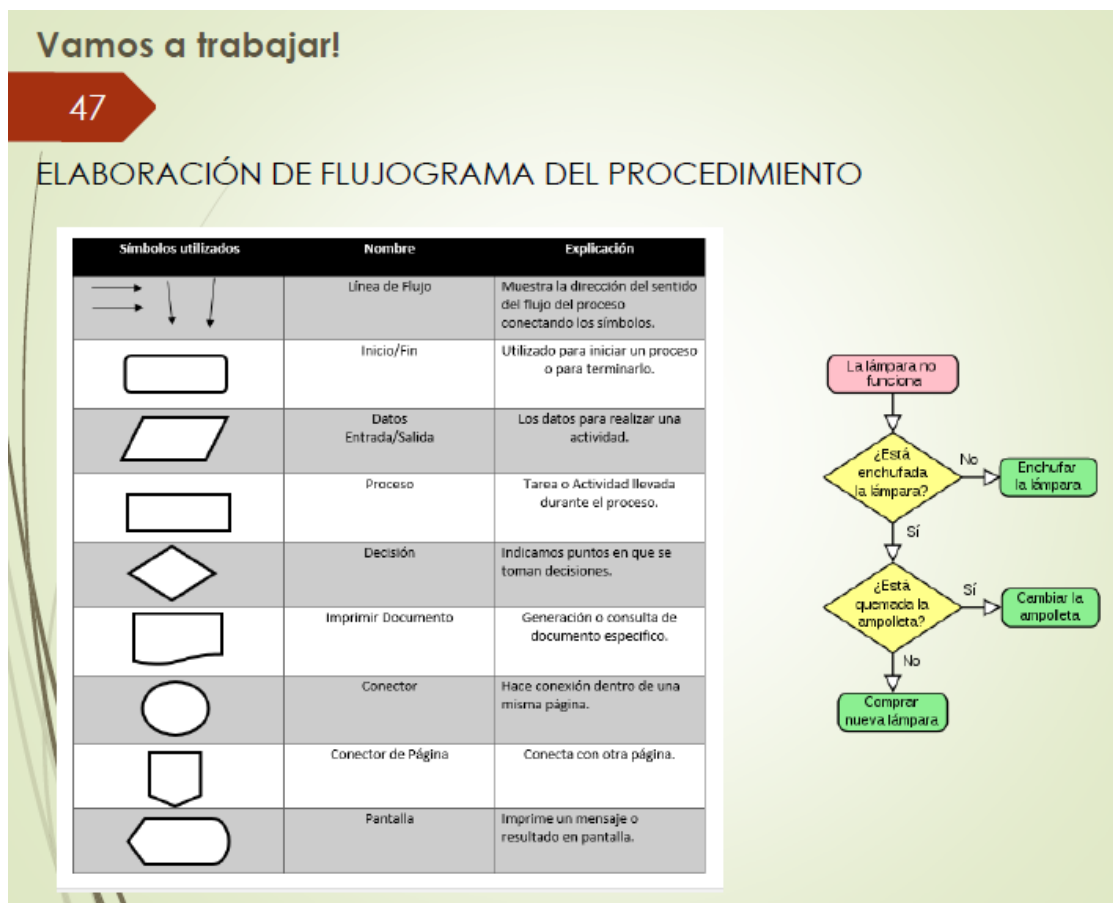 Vamos a trabajar!
47
ELABORACIÓN DE FLUJOGRAMA DEL PROCEDIMIENTO
Símbolos utilizados
Nombre
Explicación
Línea de Flujo
Muestra la dirección del sentido
del flujo del proceso
conectando los símbolos.
Inicio/Fin
Utilizado para iniciar un proceso
o para terminarlo.
Datos
Entrada/Salida
Los datos para realizar una
actividad.
Proceso
Tarea o Actividad llevada
durante el proceso.
Decisión
Indicamos puntos en que se
toman decisiones.
Imprimir Documento
Generación o consulta de
documento especifico.
Conector
Hace conexión dentro de una
misma página.
Conector de Página
Conecta con otra página.
Pantalla
Imprime un mensaje o
resultado en pantalla.
La lámpara no
funciona
¿Está
enchufada
la lámpara?
No
Enchufar
la lámpara
Sí
¿Está
quemada la
ampolleta?
Sí
Cambiar la
ampolleta
No
Comprar
nueva lámpara